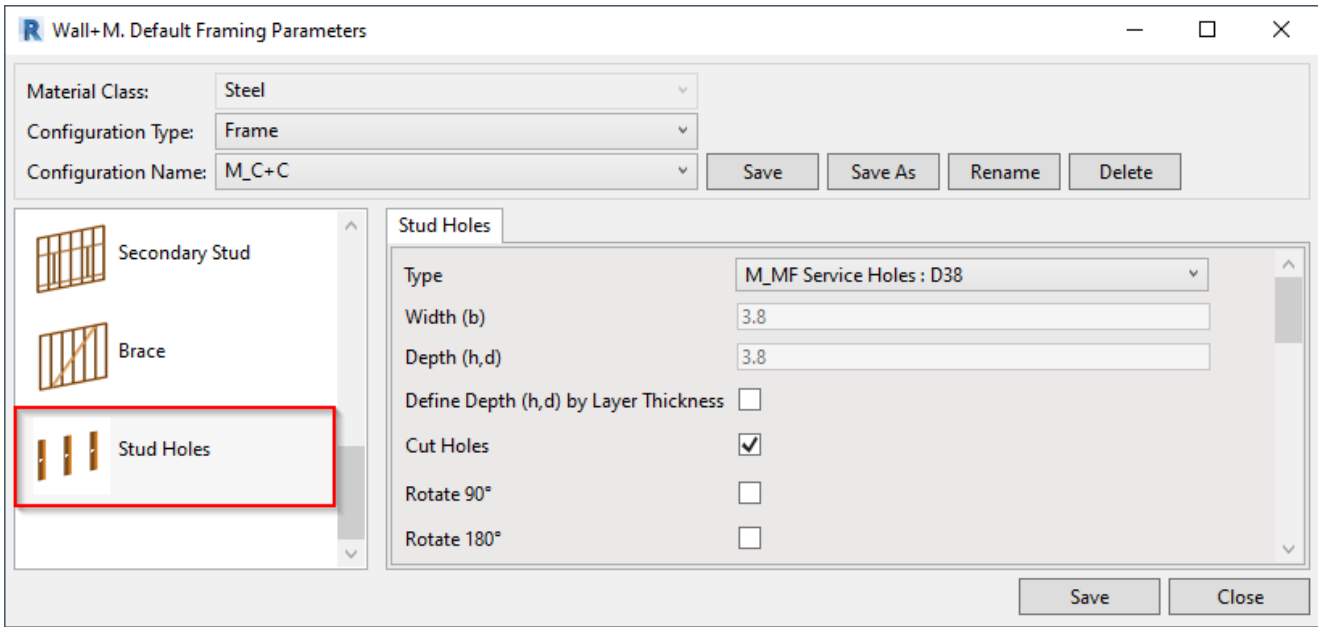 Wall+M. Default Framing Parameters
Material Class: Steel
Configuration Type: Frame
Configuration Name: M_C+C Save Save As Rename Delete
Secondary Stud
Brace
Stud Holes
Stud Holes
Type M_MF Service Holes : D38
Width (b) 3.8
Depth (h,d) 3.8
Define Depth (h,d) by Layer Thickness
Cut Holes
Rotate 90°
Rotate 180°
Save Close